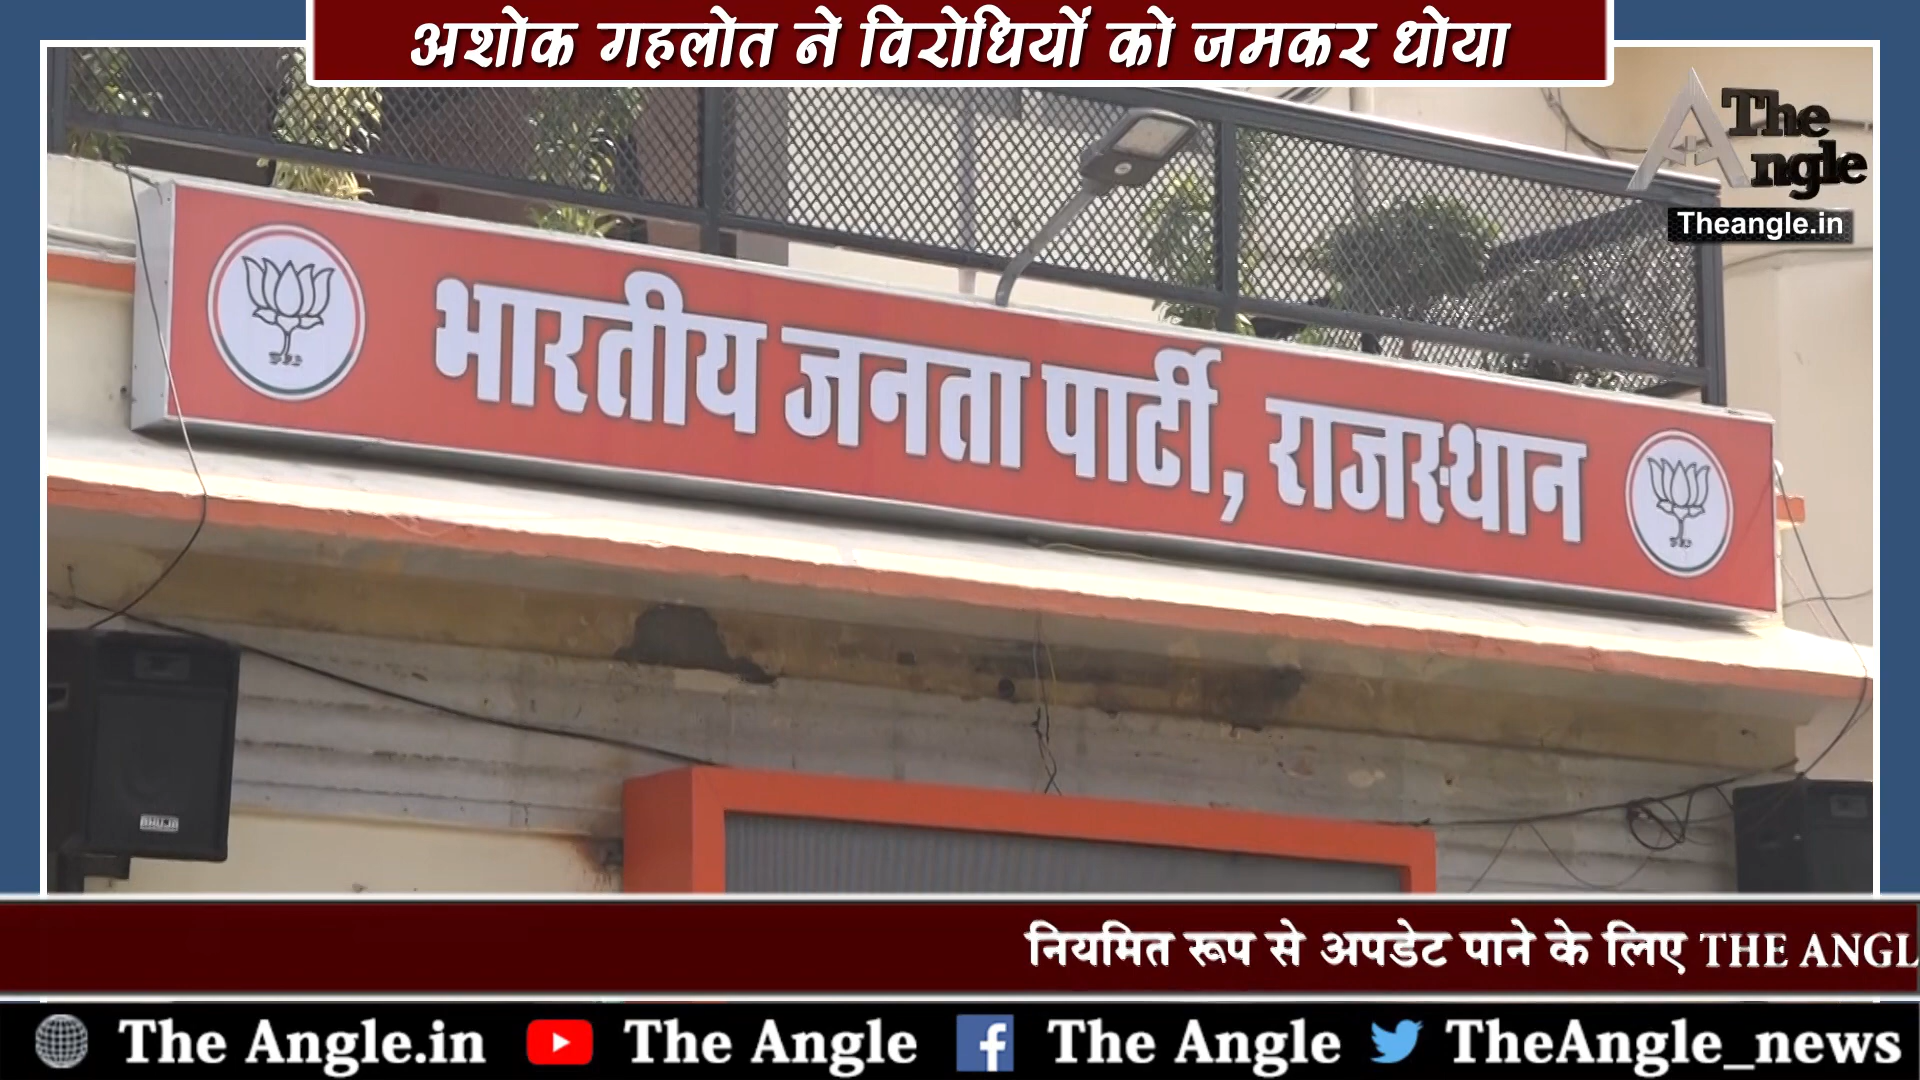 अशोक गहलोत ने विरोधियों को जमकर धोया
The
Angle
Theangle.in
भारतीय जनता पार्टी, राजस्थान
AHUJA
नियमित रूप से अपडेट पाने के लिए THE ANGL
The Angle.in The Angle The Angle TheAngle_news